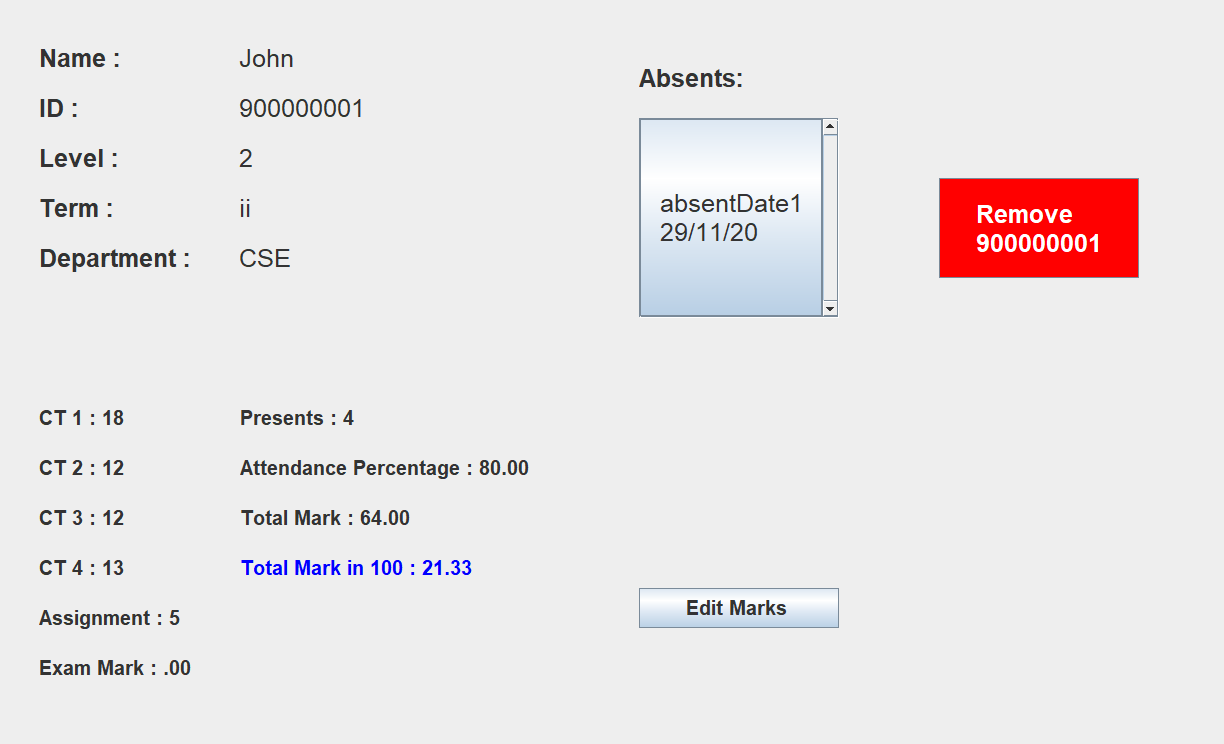 Name : John
ID : 900000001
Level : 2
Term : ii
Department : CSE
Absents:
absentDate1
29/11/20
Remove
900000001
CT 1 : 18
CT 2 : 12
CT 3 : 12
CT 4 : 13
Assignment : 5
Exam Mark : .00
Presents : 4
Attendance Percentage : 80.00
Total Mark : 64.00
Total Mark in 100 : 21.33
Edit Marks